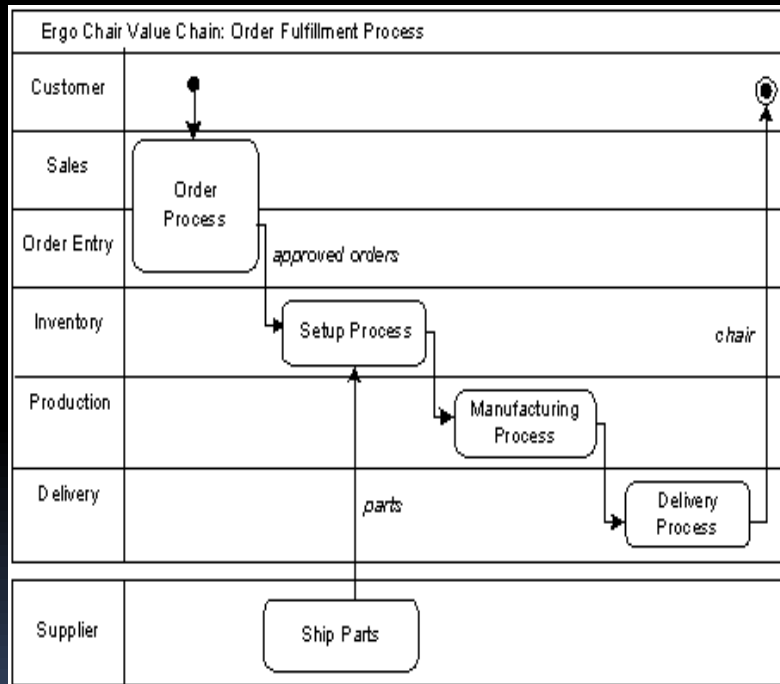 Ergo Chair Value Chain: Order Fulfillment Process
Customer
Sales
Order
Process
Order Entry
approved orders
Inventory
Setup Process
chair
Production
Manufacturing
Process
Delivery
parts
Delivery
Process
Supplier
Ship Parts